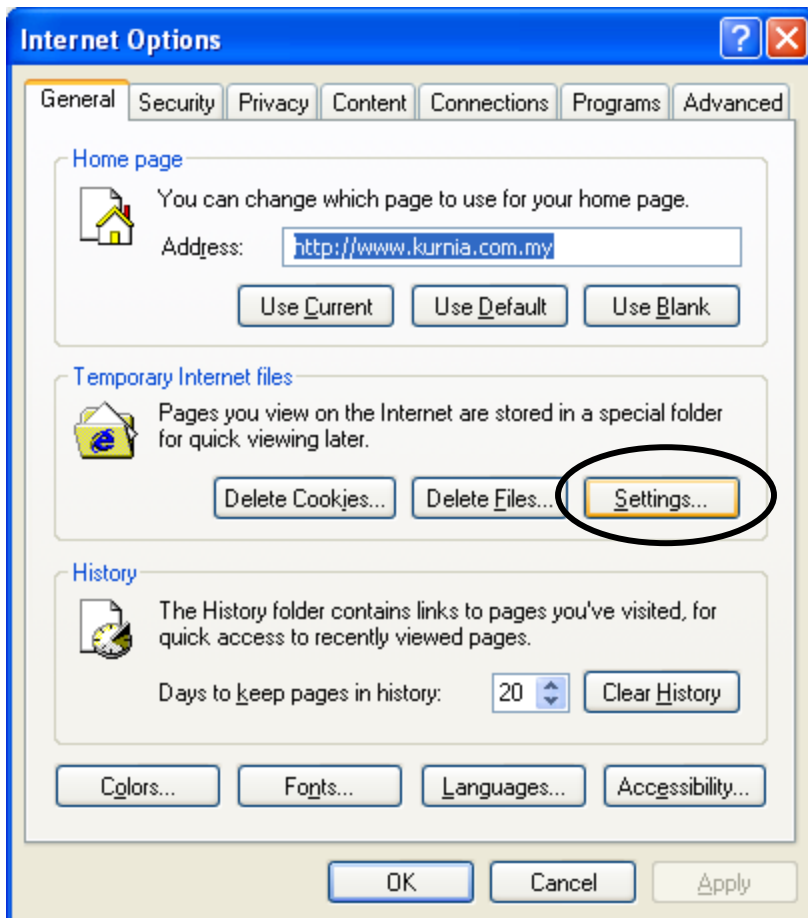 Internet Options
General Security Privacy Content Connections Programs Advanced
Home page
You can change which page to use for your home page.
Address: http://www.kurnia.com.my
Use Current Use Default Use Blank
Temporary Internet files
Pages you view on the Internet are stored in a special folder
for quick viewing later.
Delete Cookies... Delete Files... Settings...
History
The History folder contains links to pages you've visited, for
quick access to recently viewed pages.
Days to keep pages in history: 20 Clear History
Colors... Fonts... Languages... Accessibility...
OK Cancel Apply